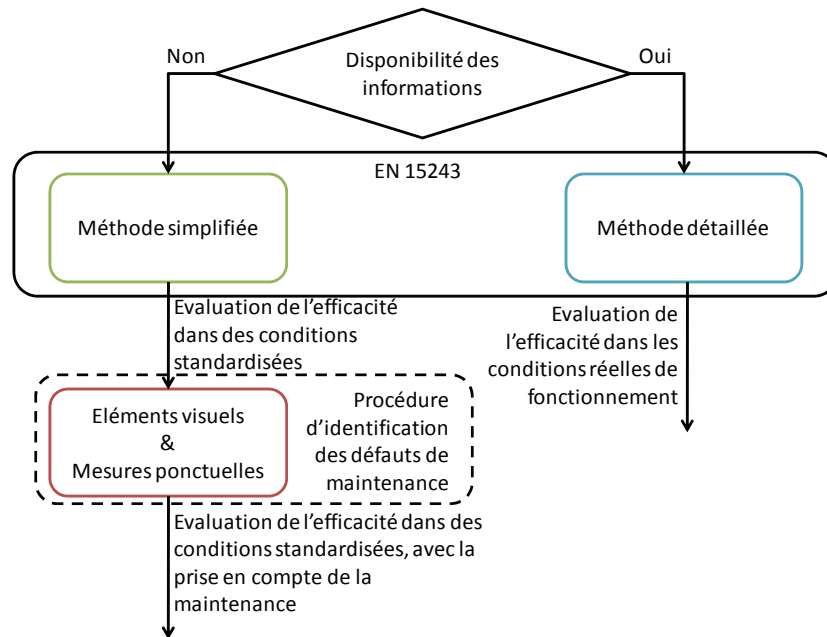 Non
Disponibilité des
informations
Oui
EN 15243
Méthode simplifiée
Méthode détaillée
Evaluation de l'efficacité
dans des conditions
standardisées
Evaluation de
l'efficacité dans les
conditions réelles de
fonctionnement
Eléments visuels
&
Mesures ponctuelles
Procédure
d'identification
des défauts de
maintenance
Evaluation de l'efficacité dans des
conditions standardisées, avec la
prise en compte de la
maintenance